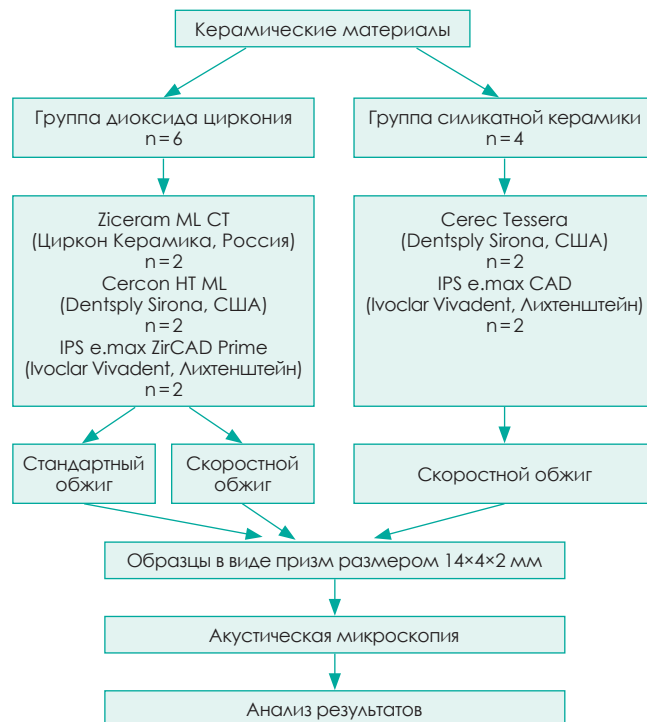 Керамические материалы
Группа диоксида циркония
n=6
Группа силикатной керамики
n=4
Ziceram ML CT
(Циркон Керамика, Россия)
n=2
Cercon HT ML
(Dentsply Sirona, США)
n=2
IPS e.max ZirCAD Prime
(Ivoclar Vivadent, Лихтенштейн)
n=2
Cerec Tessera
(Dentsply Sirona, США)
n=2
IPS e.max CAD
(Ivoclar Vivadent, Лихтенштейн)
n=2
Стандартный
обжиг
Скоростной
обжиг
Скоростной обжиг
Образцы в виде призм размером 14×4×2 мм
Акустическая микроскопия
Анализ результатов